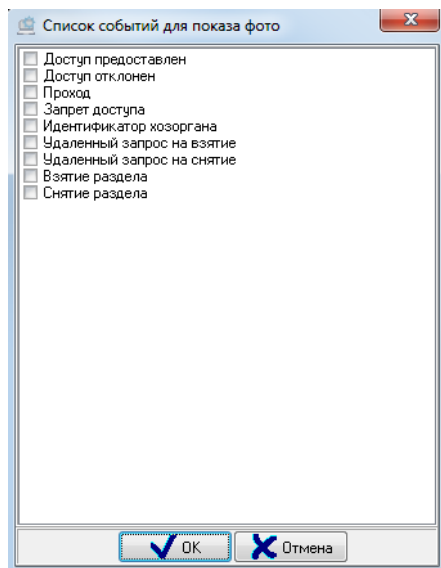 Список событий для показа фото
Доступ предоставлен
Доступ отклонен
Проход
Запрет доступа
Идентификатор хозоргана
Удаленный запрос на взятие
Удаленный запрос на снятие
Взятие раздела
Снятие раздела
OK
Отмена